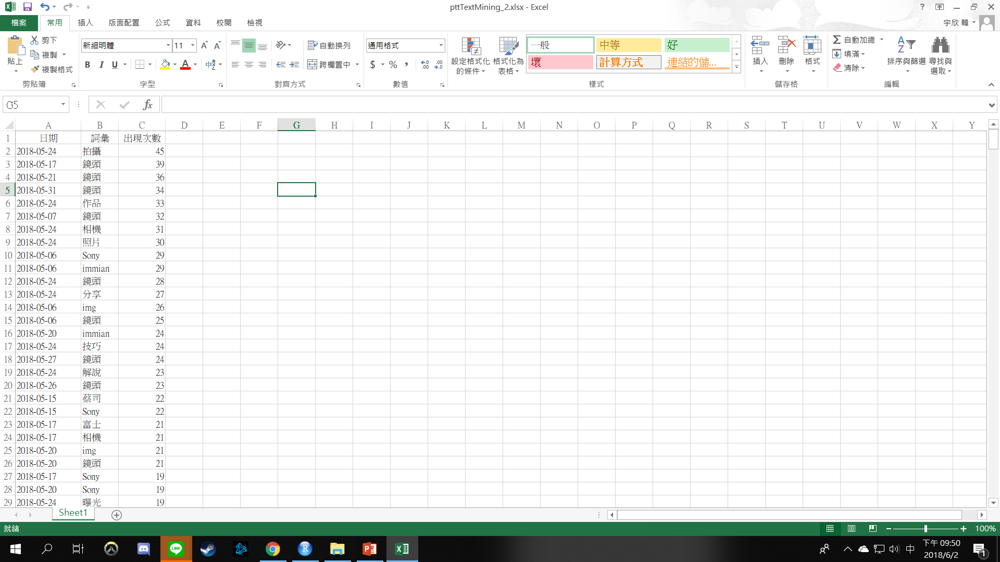 pttTextMining_2.xlsx - Excel
?
檔案 常用 插入 版面配置 公式 資料 校閱 檢視 宇欣 韓
貼上 剪下 複製 複製格式 剪貼簿
新細明體 11 B I U A 字型
自動換列 跨欄置中 對齊方式
通用格式 $ % , 數值
設定格式化的條件 格式化為表格
一般 中等 好
壞 計算方式 連結的儲...
樣式
插入 刪除 格式 儲存格
自動加總 填滿 清除 排序與篩選 尋找與選取 編輯
G5 fx
A B C D E F G H I J K L M N O P Q R S T U V W X Y
1 日期 詞彙 出現次數
2 2018-05-24 拍攝 45
3 2018-05-17 鏡頭 39
4 2018-05-21 鏡頭 36
5 2018-05-31 鏡頭 34
6 2018-05-24 作品 33
7 2018-05-07 鏡頭 32
8 2018-05-24 相機 31
9 2018-05-24 照片 30
10 2018-05-06 Sony 29
11 2018-05-06 immian 29
12 2018-05-24 鏡頭 28
13 2018-05-24 分享 27
14 2018-05-06 img 26
15 2018-05-06 鏡頭 25
16 2018-05-20 immian 24
17 2018-05-24 技巧 24
18 2018-05-27 鏡頭 24
19 2018-05-24 解說 23
20 2018-05-26 鏡頭 23
21 2018-05-15 蔡司 22
22 2018-05-15 Sony 22
23 2018-05-17 富士 21
24 2018-05-17 相機 21
25 2018-05-20 img 21
26 2018-05-20 鏡頭 21
27 2018-05-17 Sony 19
28 2018-05-20 Sony 19
29 2018-05-24 曝光 19
Sheet1
就緒 100%
LINE R 中 下午 09:50
2018/6/2 1